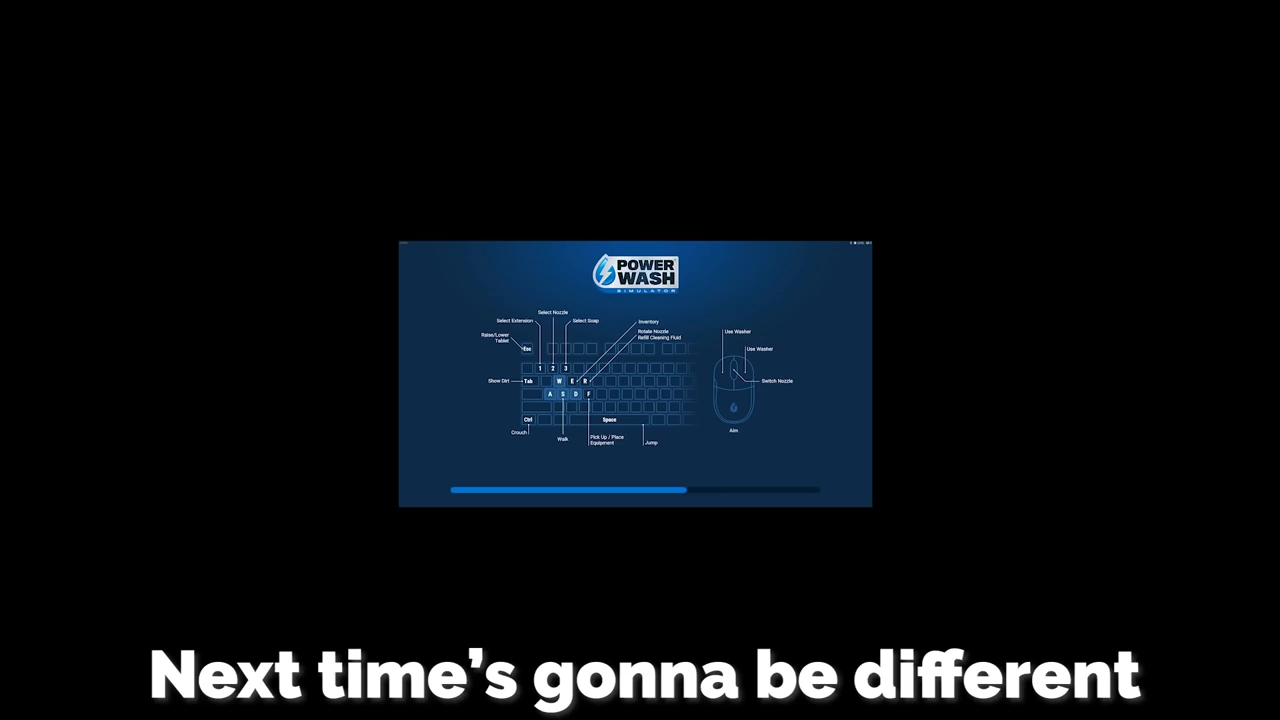 POWER
WASH
SIMULATOR
Select Nozzle
Select Extension
Select Soap
Inventory
Raise/Lower
Tablet
Rotate Nozzle
Refill Cleaning Fluid
Use Washer
Use Washer
Esc
1 2 3
Show Dirt
Tab W E R
Switch Nozzle
A S D F
Ctrl Space
Crouch
Walk
Pick Up / Place
Equipment
Jump
Aim
Next time's gonna be different